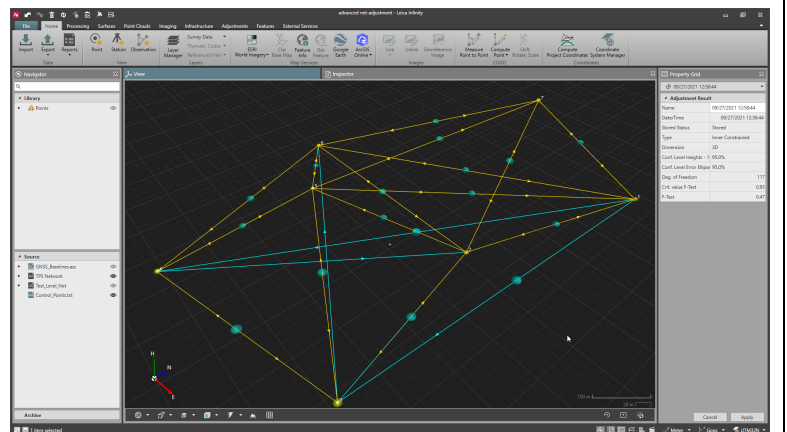 advanced net-adjustment - Leica Infinity
File Home Processing Surfaces Point Clouds Imaging Infrastructure Adjustments Features External Services
Import Export Reports Point Station Observation Layer Manager Survey Data Thematic Codes Referenced Files ESRI World Imagery Clip Base Map Feature Info Get Feature Google Earth ArcGIS Online Link Unlink Georeference Image Measure Point to Point Compute Point Shift, Rotate, Scale Compute Project Coordinates Coordinate System Manager
Data New Layers Map Services Images COGO Coordinates
Navigator
View
Inspector
Property Grid
Library
Points
Source
GNSS_Baselines.asc
TPS Network
Test_Level_Net
Control_Points.txt
Archive
H
N
E
100 m
20 m
09/27/2021 12:58:44
Adjustment Result
Name 09/27/2021 12:58:44
Date/Time 09/27/2021 12:58:44
Stored Status Stored
Type Inner Constrained
Dimension 3D
Conf. Level Heights - 1 95.0%
Conf. Level Error Ellipse 95.0%
Deg. of Freedom 117
Crit. value F-Test 0.95
F-Test 0.47
Cancel Apply
1 item selected
Meter Gons UTM32N